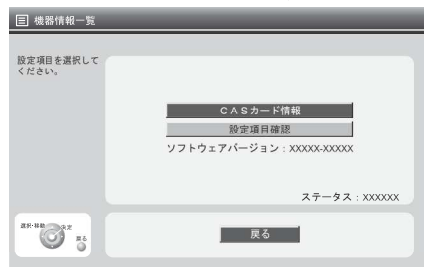 機器情報一覧
設定項目を選択して
ください。
CASカード情報
設定項目確認
ソフトウェアバージョン：XXXXX-XXXXX
ステータス：XXXXXX
選択・移動 決定
戻る
戻る